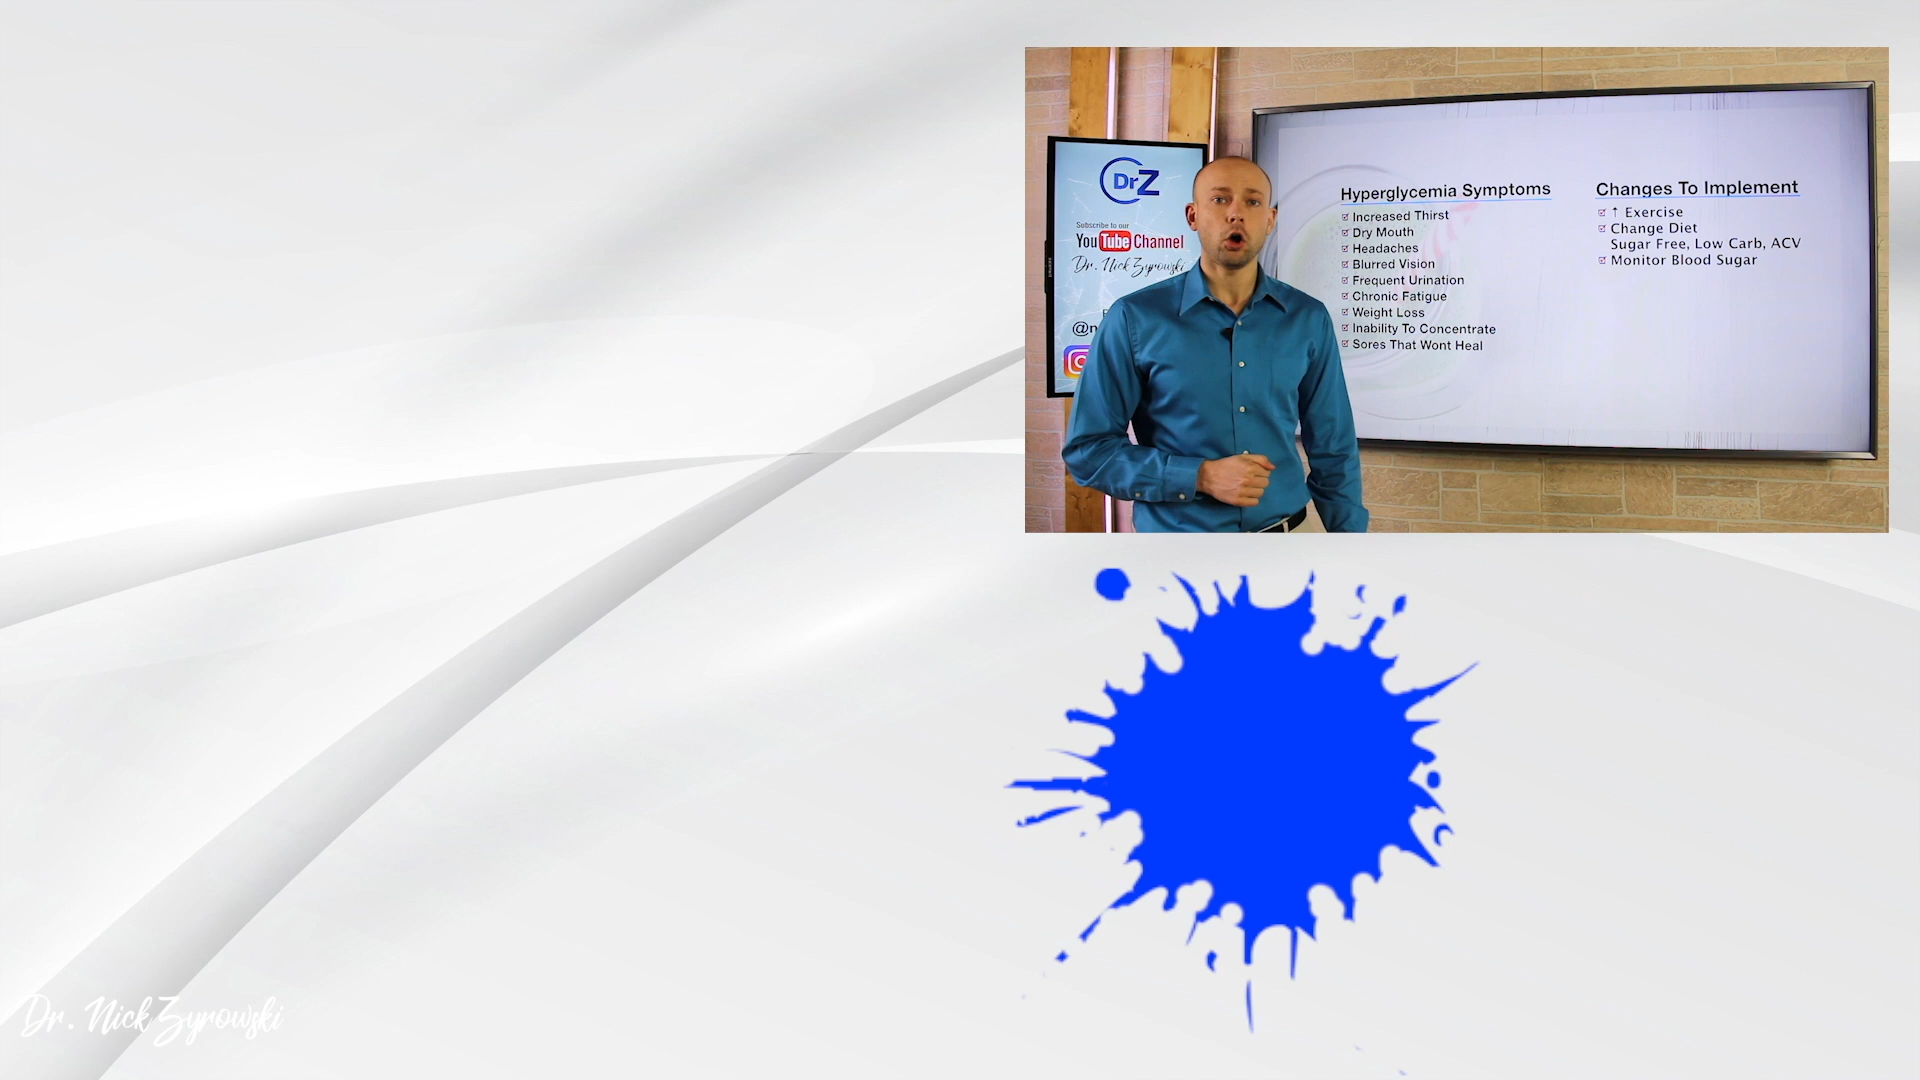 DrZ
Subscribe to our
YouTube Channel
Dr. Nick Zyrowski
Hyperglycemia Symptoms
Increased Thirst
Dry Mouth
Headaches
Blurred Vision
Frequent Urination
Chronic Fatigue
Weight Loss
Inability To Concentrate
Sores That Wont Heal
Changes To Implement
↑ Exercise
Change Diet
Sugar Free, Low Carb, ACV
Monitor Blood Sugar
Dr. Nick Zyrowski